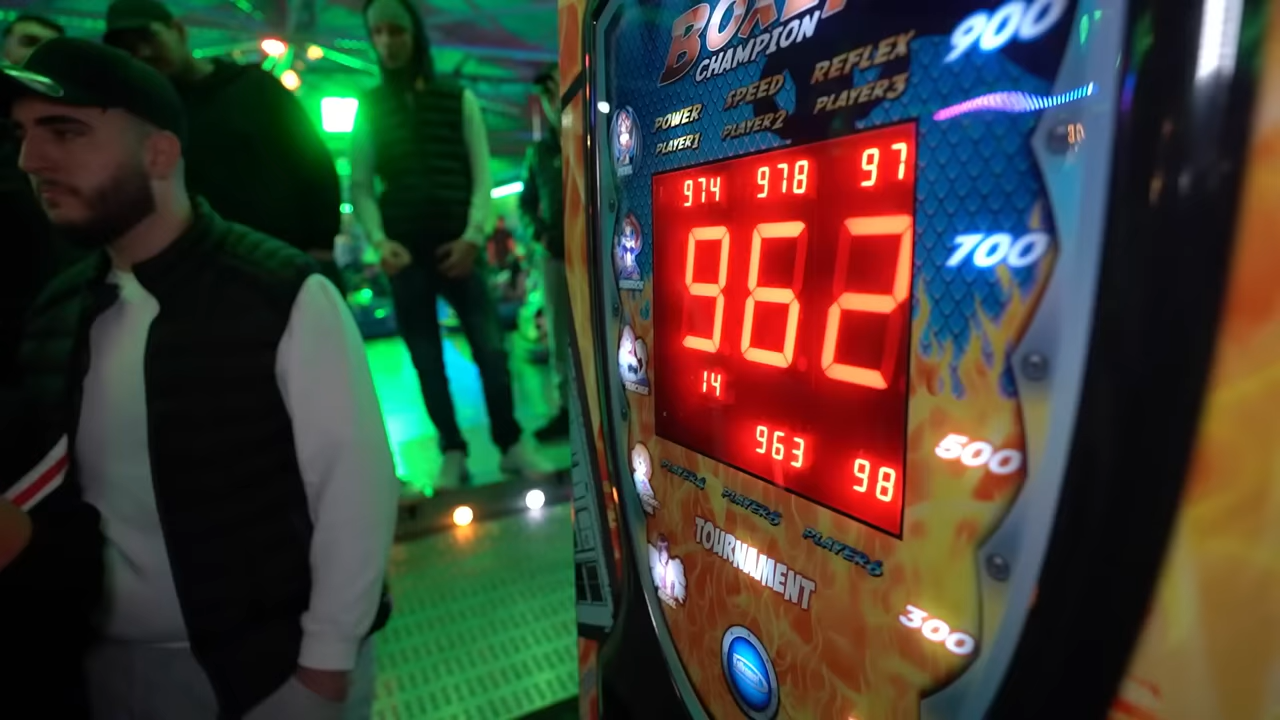 BOXER
CHAMPION
900
POWER SPEED REFLEX
PLAYER1 PLAYER2 PLAYER3
974 978 97
962
700
14
963 98
500
PLAYER4 PLAYER5 PLAYER6
TOURNAMENT
300